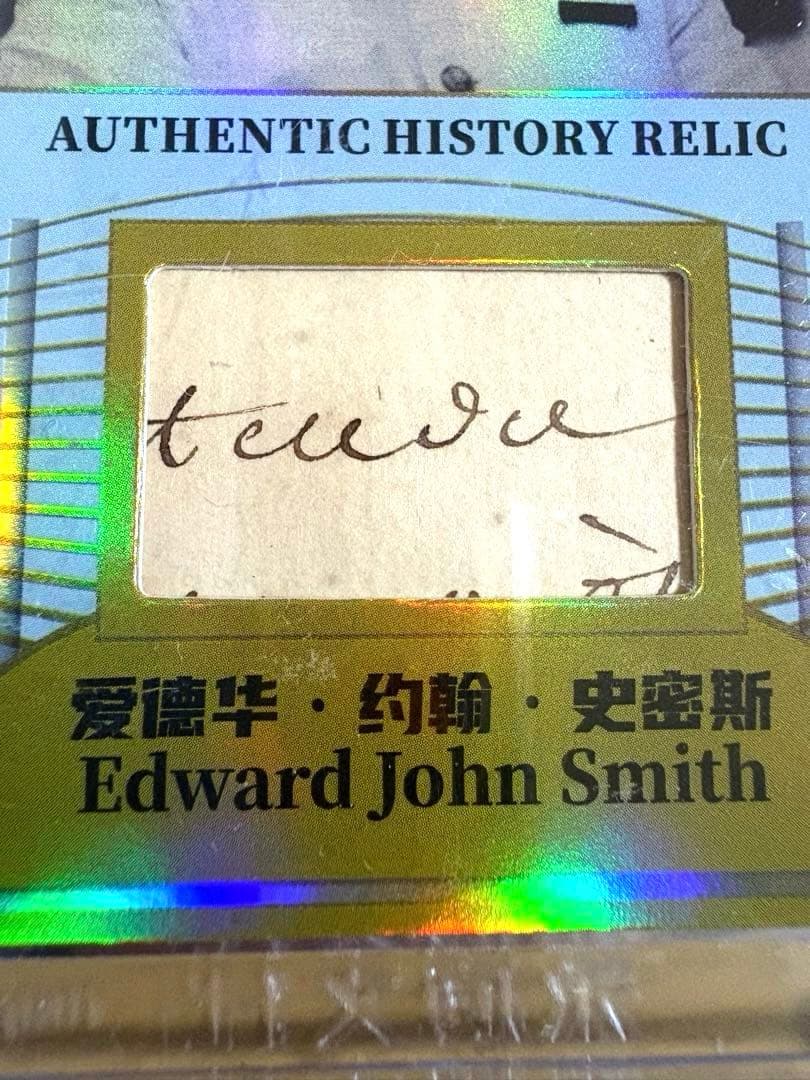 AUTHENTIC HISTORY RELIC
爱德华·约翰·史密斯
Edward John Smith